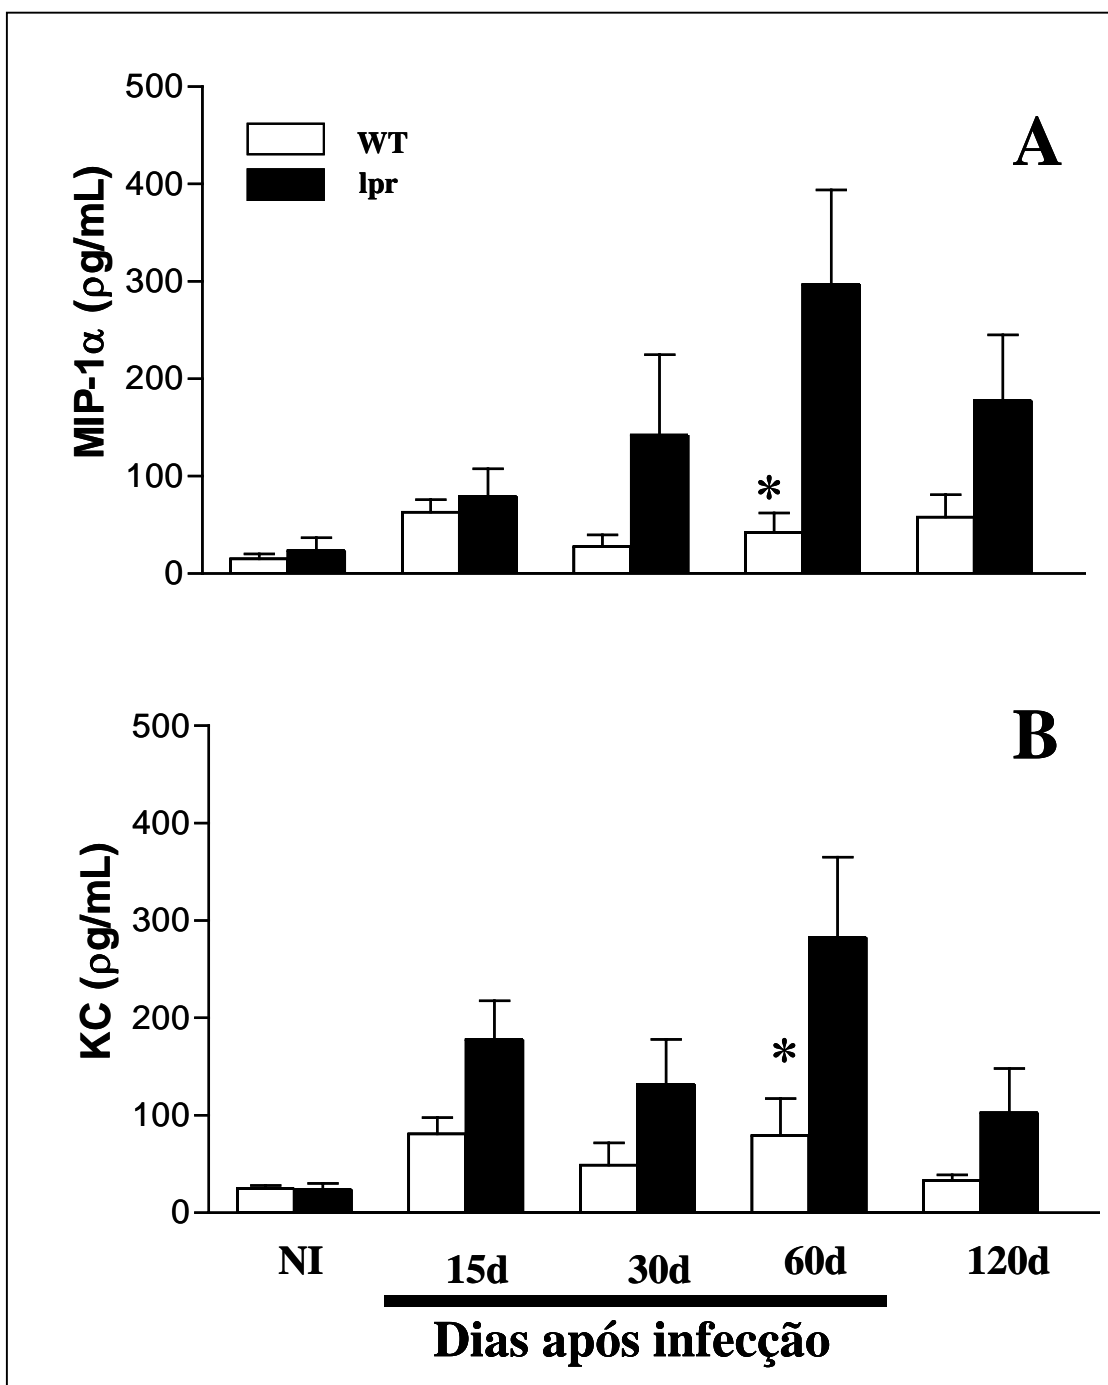 A
500
400
300
200
100
0
MIP-1α (ρg/mL)
WT
lpr
*
B
500
400
300
200
100
0
KC (ρg/mL)
*
NI 15d 30d 60d 120d
Dias após infecção